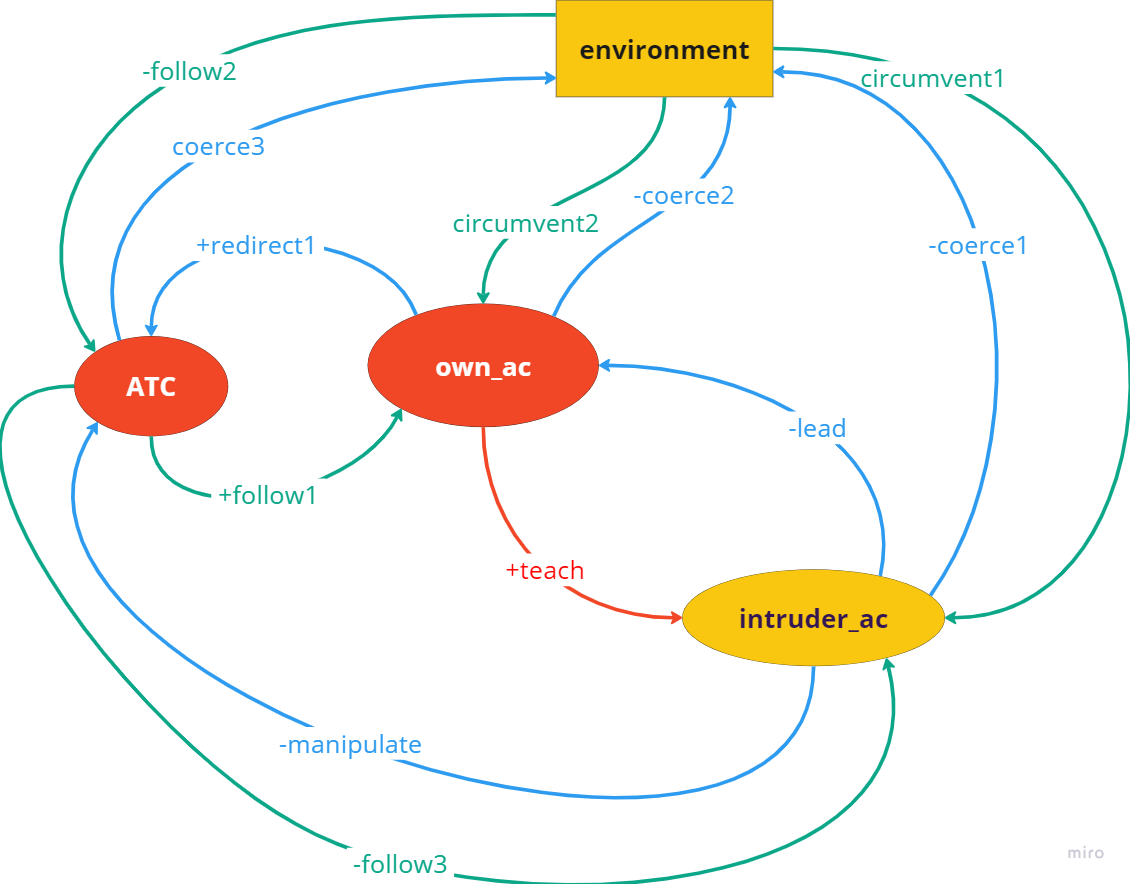 environment
-follow2
circumvent1
coerce3
-coerce2
circumvent2
+redirect1
-coerce1
own_ac
ATC
-lead
+follow1
+teach
intruder_ac
-manipulate
miro
-follow3